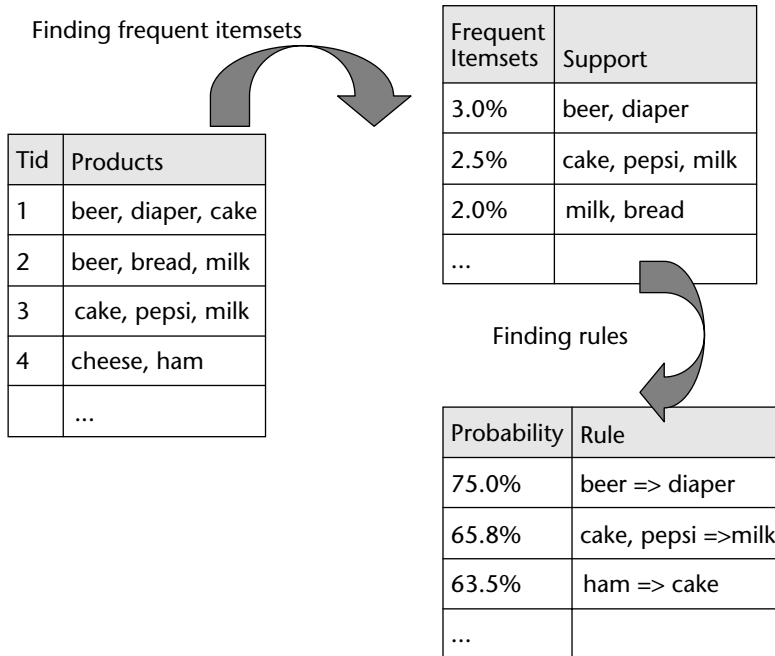 Finding frequent itemsets
Tid Products
1 beer, diaper, cake
2 beer, bread, milk
3 cake, pepsi, milk
4 cheese, ham
...
Frequent
Itemsets Support
3.0% beer, diaper
2.5% cake, pepsi, milk
2.0% milk, bread
...
Finding rules
Probability Rule
75.0% beer => diaper
65.8% cake, pepsi =>milk
63.5% ham => cake
...